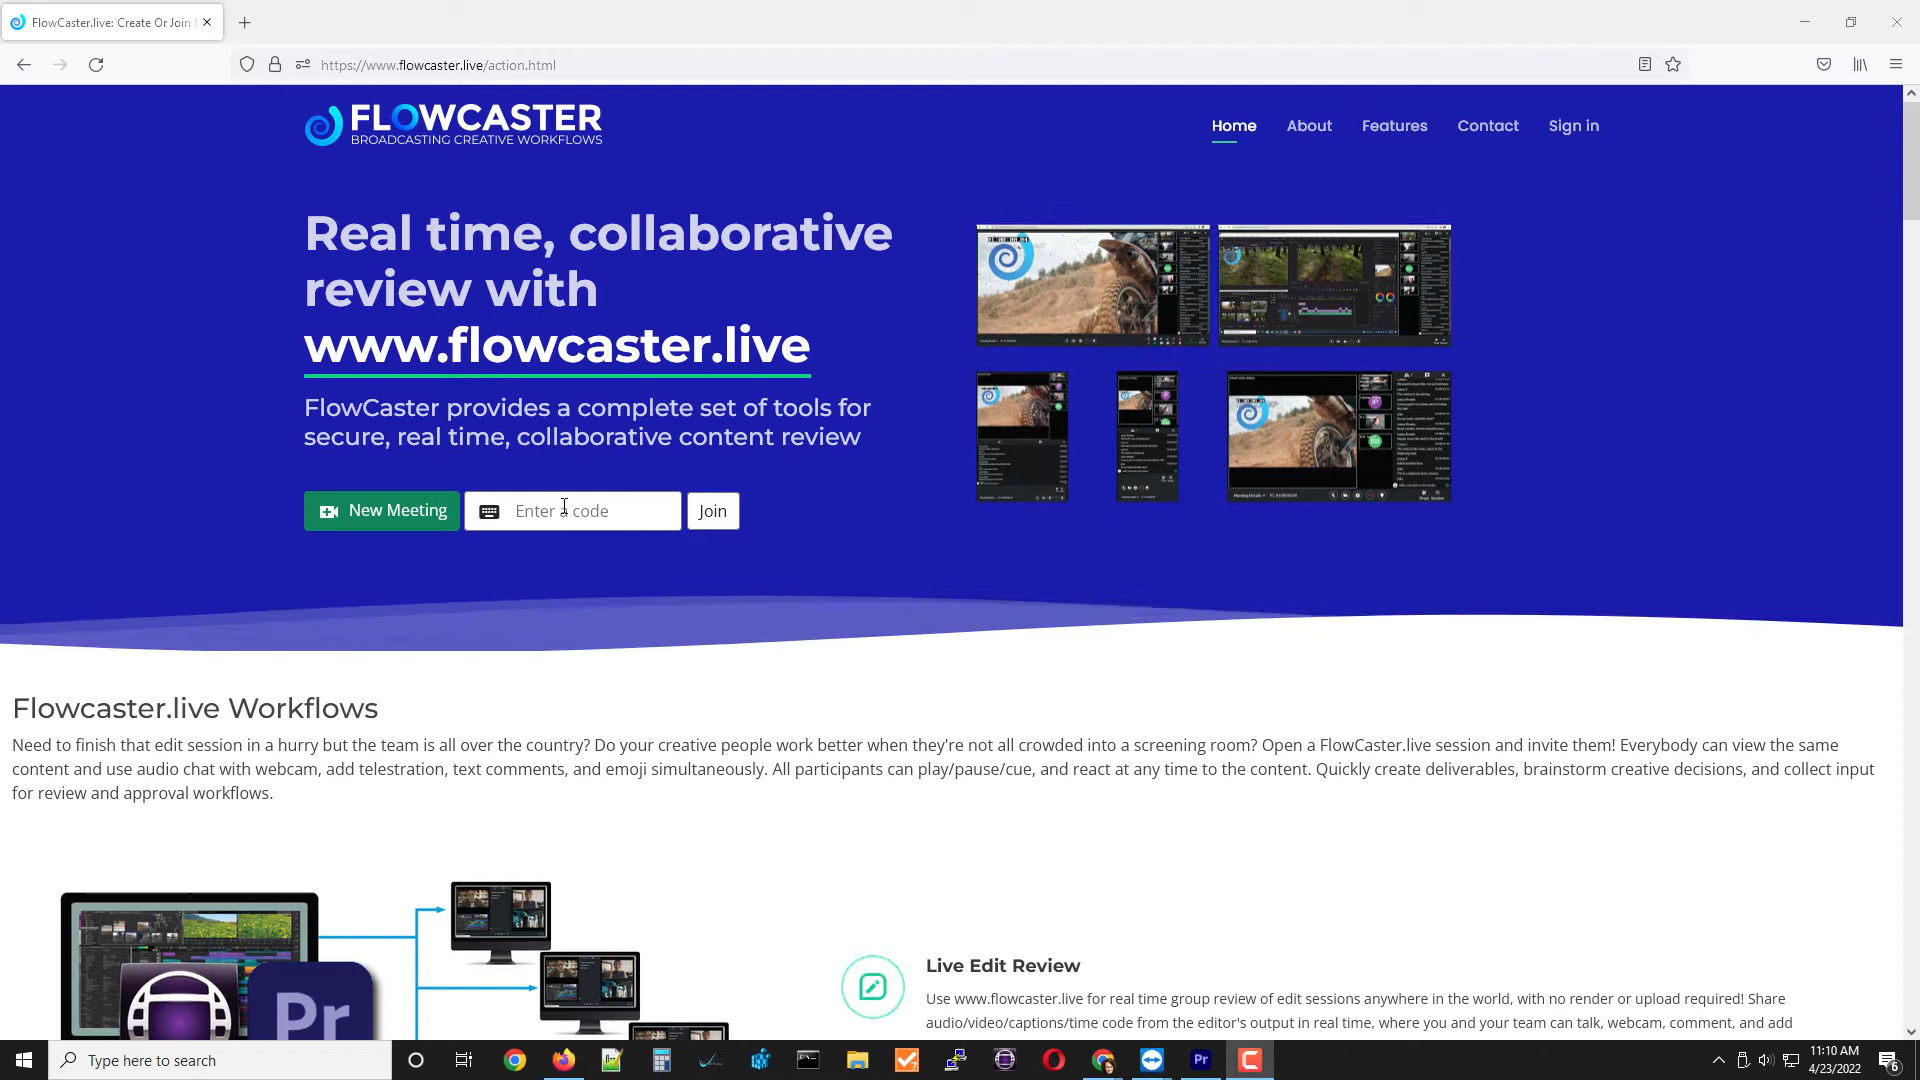 FlowCaster.live: Create Or Join
https://www.flowcaster.live/action.html
FLOWCASTER
BROADCASTING CREATIVE WORKFLOWS
Home About Features Contact Sign in
Real time, collaborative
review with
www.flowcaster.live
FlowCaster provides a complete set of tools for
secure, real time, collaborative content review
New Meeting Enter a code Join
Flowcaster.live Workflows
Need to finish that edit session in a hurry but the team is all over the country? Do your creative people work better when they're not all crowded into a screening room? Open a FlowCaster.live session and invite them! Everybody can view the same
content and use audio chat with webcam, add telestration, text comments, and emoji simultaneously. All participants can play/pause/cue, and react at any time to the content. Quickly create deliverables, brainstorm creative decisions, and collect input
for review and approval workflows.
Pr
Live Edit Review
Use www.flowcaster.live for real time group review of edit sessions anywhere in the world, with no render or upload required! Share
audio/video/captions/time code from the editor's output in real time, where you and your team can talk, webcam, comment, and add
Type here to search
Pr
11:10 AM
4/23/2022
6